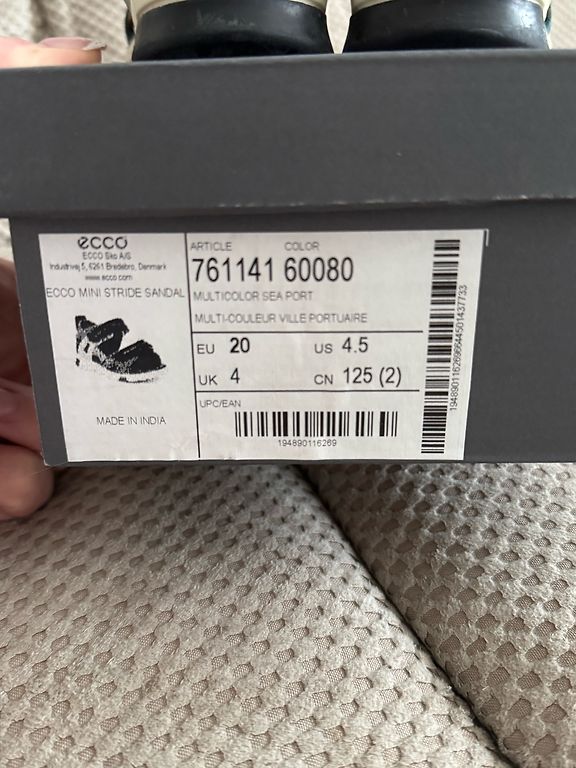 ecco
ECCO Sko A/S
Industrivej 5, 6261 Bredebro, Denmark
www.ecco.com
ECCO MINI STRIDE SANDAL
MADE IN INDIA
ARTICLE COLOR
761141 60080
MULTICOLOR SEA PORT
MULTI-COULEUR VILLE PORTUAIRE
EU 20 US 4.5
UK 4 CN 125 (2)
UPC/EAN
194890116269
1948901162696644501437733